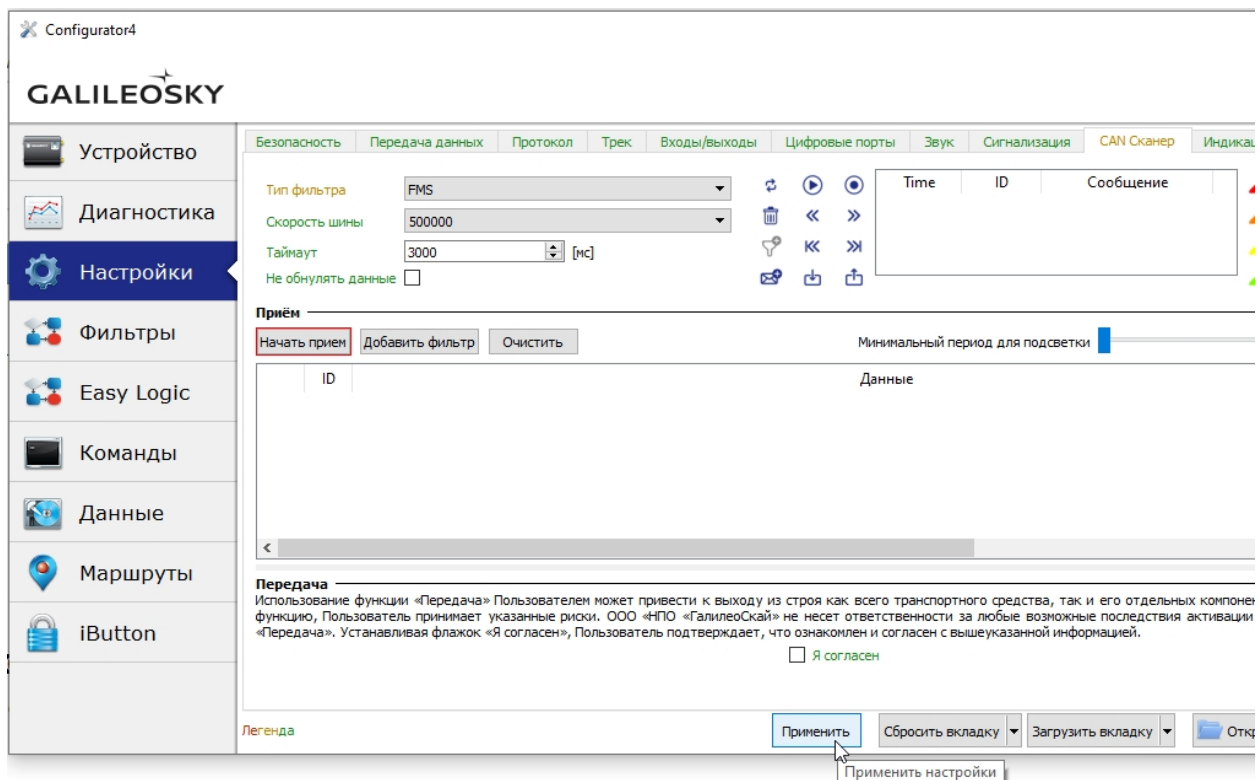 Configurator4
GALILEOSKY
Устройство
Диагностика
Настройки
Фильтры
Easy Logic
Команды
Данные
Маршруты
iButton
Безопасность Передача данных Протокол Трек Входы/выходы Цифровые порты Звук Сигнализация CAN Сканер Индикац
Тип фильтра FMS
Скорость шины 500000
Таймаут 3000 [мс]
Не обнулять данные
Time ID Сообщение
Приём
Начать прием Добавить фильтр Очистить Минимальный период для подсветки
ID Данные
Передача
Использование функции «Передача» Пользователем может привести к выходу из строя как всего транспортного средства, так и его отдельных компонен
функцию, Пользователь принимает указанные риски. ООО «НПО «ГалилеоСкай» не несет ответственности за любые возможные последствия активации
«Передача». Устанавливая флажок «Я согласен», Пользователь подтверждает, что ознакомлен и согласен с вышеуказанной информацией.
Я согласен
Легенда Применить Сбросить вкладку Загрузить вкладку Откр
Применить настройки